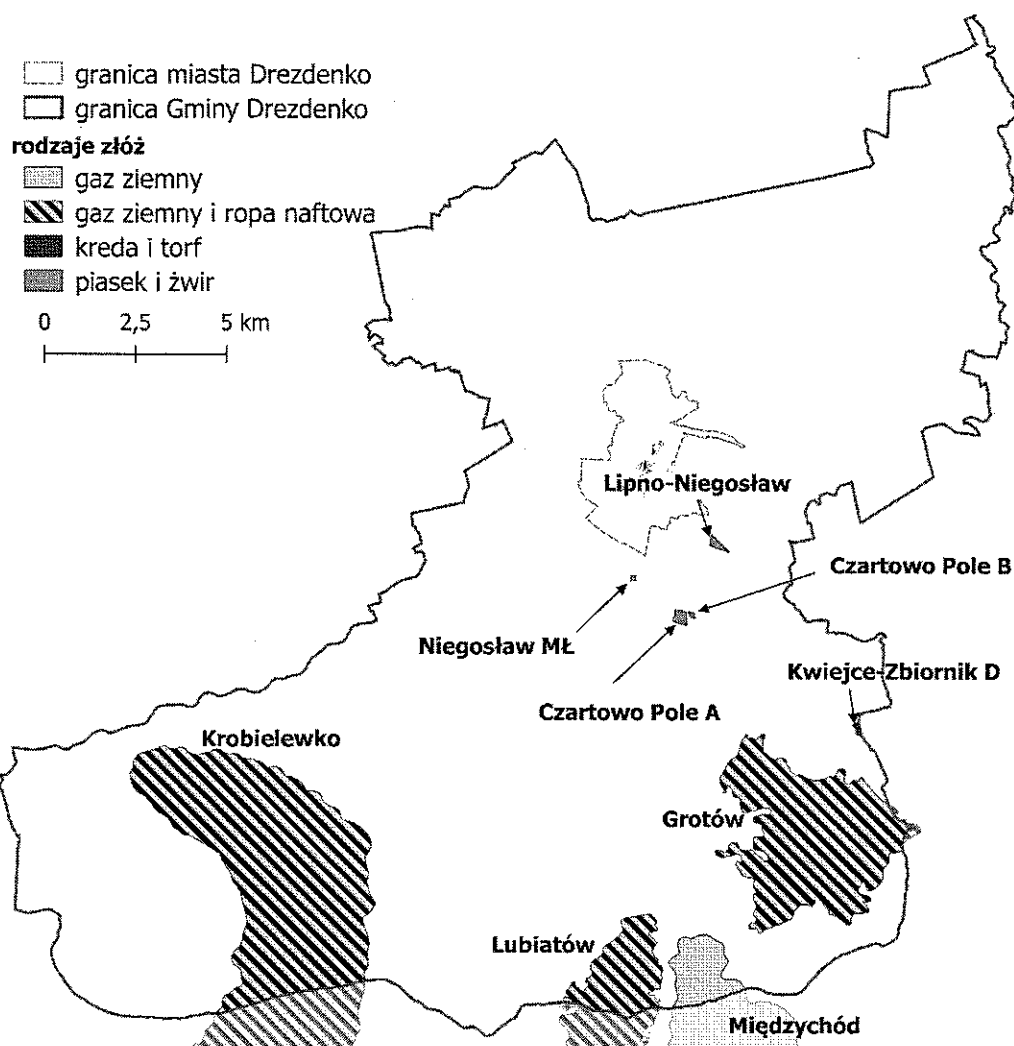 granica miasta Drezdenko
granica Gminy Drezdenko
rodzaje złóż
gaz ziemny
gaz ziemny i ropa naftowa
kreda i torf
piasek i żwir
0 2,5 5 km
Lipno-Niegosław
Czartowo Pole B
Niegosław MŁ
Kwiejce-Zbiornik D
Czartowo Pole A
Krobielewko
Grotów
Lubiatów
Międzychód